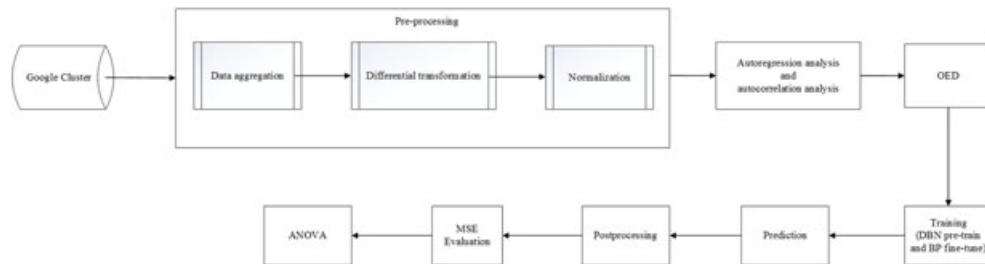 Pre-processing
Google Cluster
Data aggregation
Differential transformation
Normalization
Autoregression analysis
and
autocorrelation analysis
OED
ANOVA
MSE
Evaluation
Postprocessing
Prediction
Training
(DBN pre-train
and BP fine-tune)